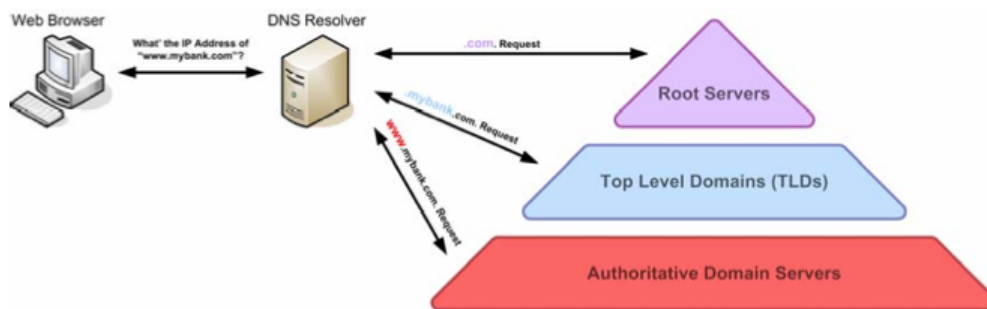 Web Browser
DNS Resolver
What' the IP Address of
"www.mybank.com"?
.com. Request
Root Servers
.mybank.com. Request
Top Level Domains (TLDs)
www.mybank.com. Request
Authoritative Domain Servers